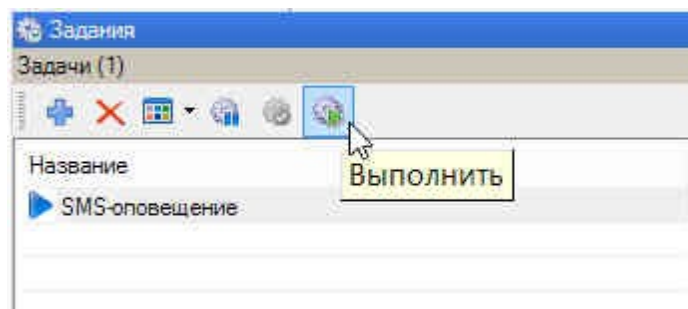 Задания
Задачи (1)
Название
Выполнить
SMS-оповещение